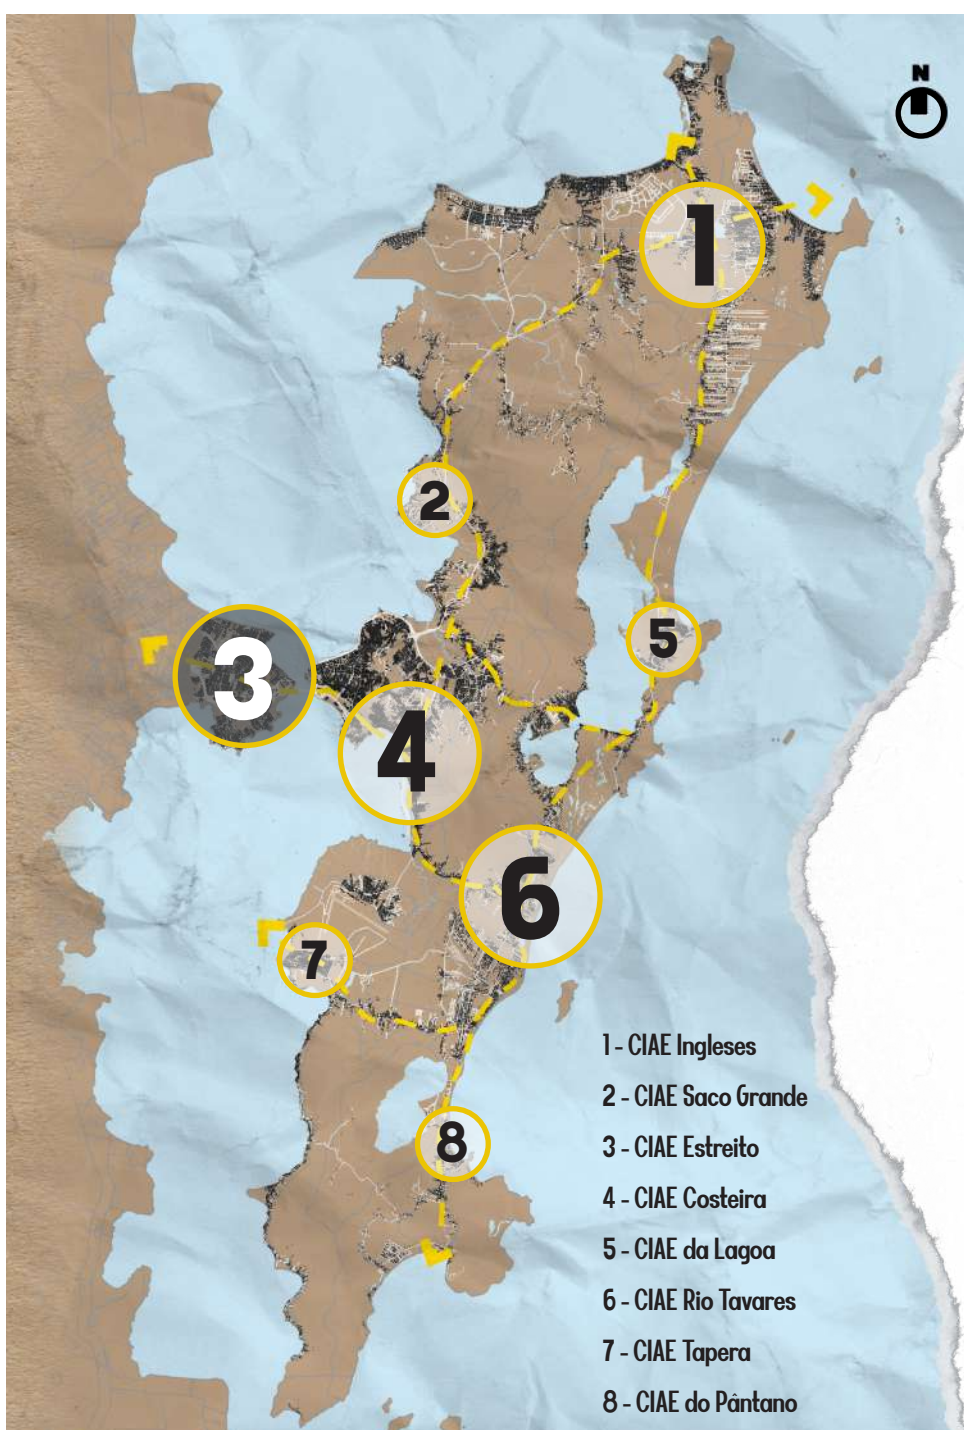 N
1
2
3
5
4
6
7
8
1 - CIAE Ingleses
2 - CIAE Saco Grande
3 - CIAE Estreito
4 - CIAE Costeira
5 - CIAE da Lagoa
6 - CIAE Rio Tavares
7 - CIAE Tapera
8 - CIAE do Pântano